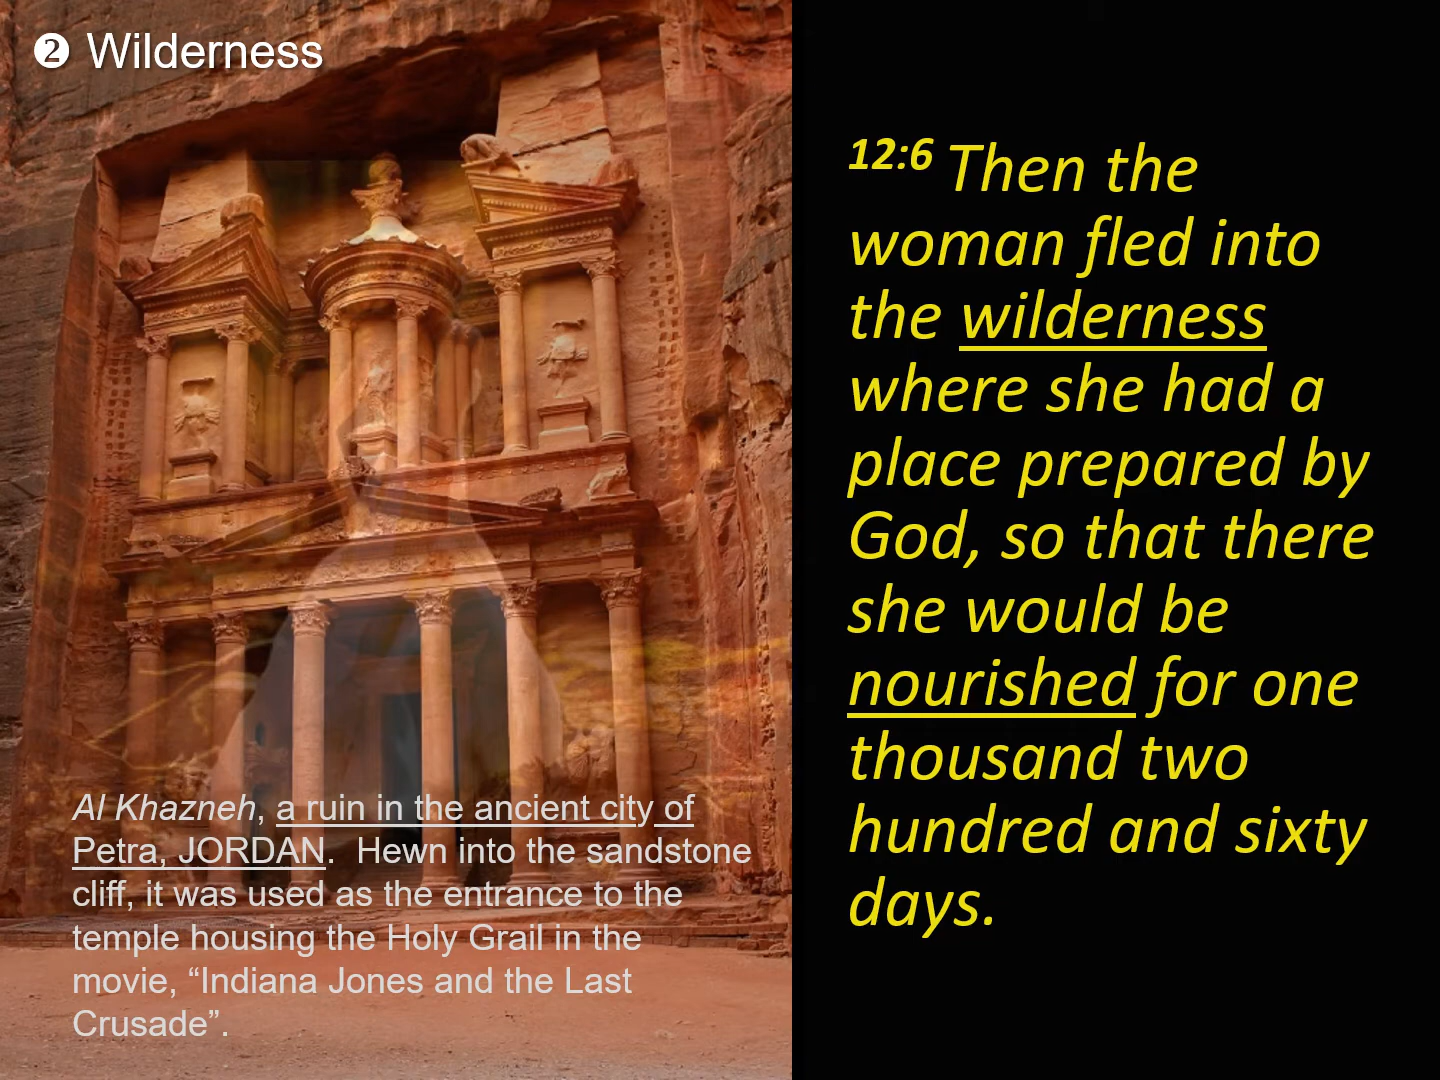 ❷ Wilderness
12:6 Then the
woman fled into
the wilderness
where she had a
place prepared by
God, so that there
she would be
nourished for one
thousand two
hundred and sixty
days.
Al Khazneh, a ruin in the ancient city of
Petra, JORDAN.  Hewn into the sandstone
cliff, it was used as the entrance to the
temple housing the Holy Grail in the
movie, “Indiana Jones and the Last
Crusade”.